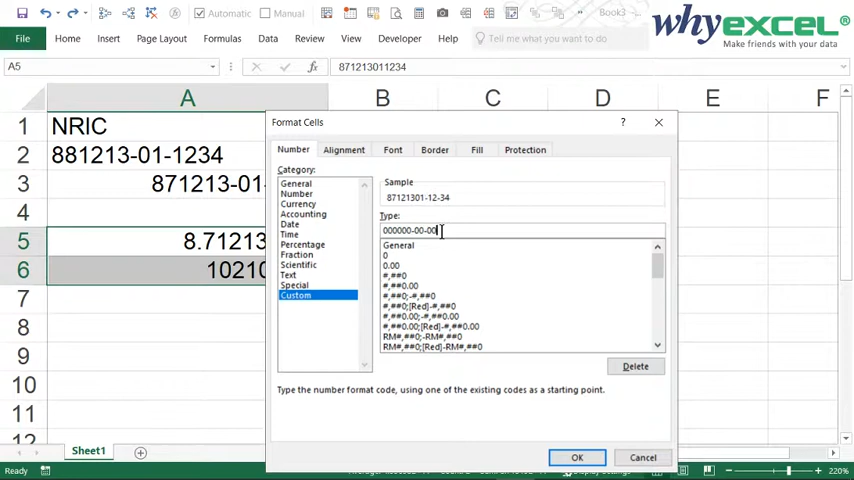 Automatic
Manual
Book3
whyEXCEL
Make friends with your data
File
Home
Insert
Page Layout
Formulas
Data
Review
View
Developer
Help
Tell me what you want to do
A5
fx
871213011234
A
B
C
D
E
F
1
NRIC
2
881213-01-1234
3
871213-01-
4
5
8.71213
6
10210
7
8
9
10
11
12
Format Cells
?
Number
Alignment
Font
Border
Fill
Protection
Category:
General
Number
Currency
Accounting
Date
Time
Percentage
Fraction
Scientific
Text
Special
Custom
Sample
87121301-12-34
Type:
000000-00-00
General
0
0.00
#,##0
#,##0.00
#,##0;-#,##0
#,##0;[Red]-#,##0
#,##0.00;-#,##0.00
#,##0.00;[Red]-#,##0.00
RM#,##0;-RM#,##0
RM#,##0;[Red]-RM#,##0
Delete
Type the number format code, using one of the existing codes as a starting point.
OK
Cancel
Sheet1
Ready
Display Settings
220%